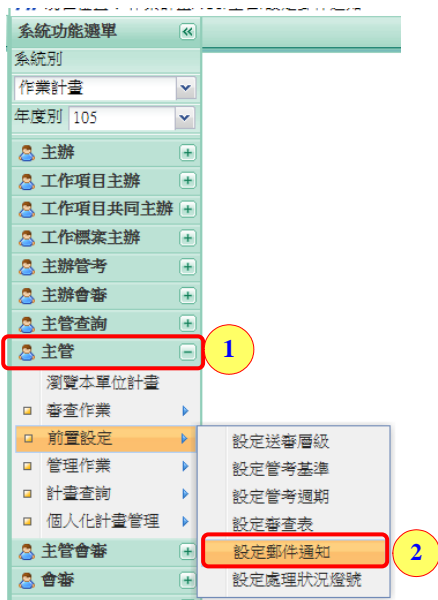 系統功能選單
系統別
作業計畫
年度別 105
主辦
工作項目主辦
工作項目共同主辦
工作標案主辦
主辦管考
主辦會審
主管查詢
主管
1
瀏覽本單位計畫
審查作業
前置設定
管理作業
計畫查詢
個人化計畫管理
設定送審層級
設定管考基準
設定管考週期
設定審查表
設定郵件通知
2
設定處理狀況燈號
主管會審
會審